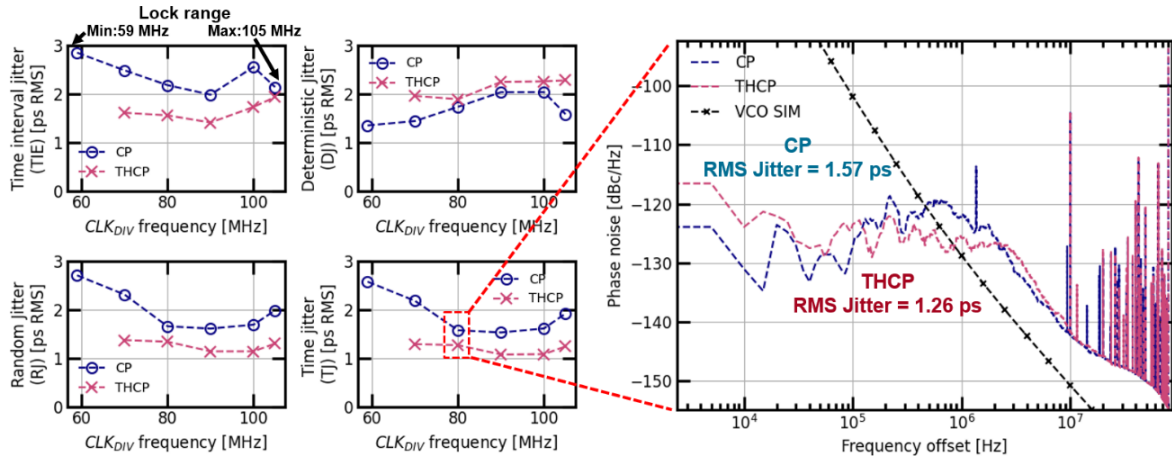 Lock range
Min:59 MHz
Max:105 MHz
3
2
1
0
60
80
100
Time interval jitter
(TIE) [ps RMS]
CP
THCP
CLK_DIV frequency [MHz]
3
2
1
0
60
80
100
Deterministic Jitter
(DJ) [ps RMS]
CP
THCP
CLK_DIV frequency [MHz]
3
2
1
0
60
80
100
Random Jitter
(RJ) [ps RMS]
CP
THCP
CLK_DIV frequency [MHz]
3
2
1
0
60
80
100
Time jitter
(TJ) [ps RMS]
CP
THCP
CLK_DIV frequency [MHz]
CP
THCP
VCO SIM
CP
RMS Jitter = 1.57 ps
THCP
RMS Jitter = 1.26 ps
−100
−110
−120
−130
−140
−150
Phase noise [dBc/Hz]
10^4
10^5
10^6
10^7
Frequency offset [Hz]